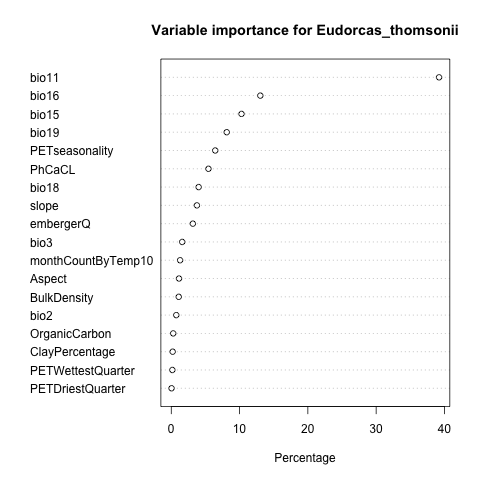 Variable importance for Eudorcas_thomsonii
bio11
bio16
bio15
bio19
PETseasonality
PhCaCL
bio18
slope
embergerQ
bio3
monthCountByTemp10
Aspect
BulkDensity
bio2
OrganicCarbon
ClayPercentage
PETWettestQuarter
PETDriestQuarter
0 10 20 30 40
Percentage